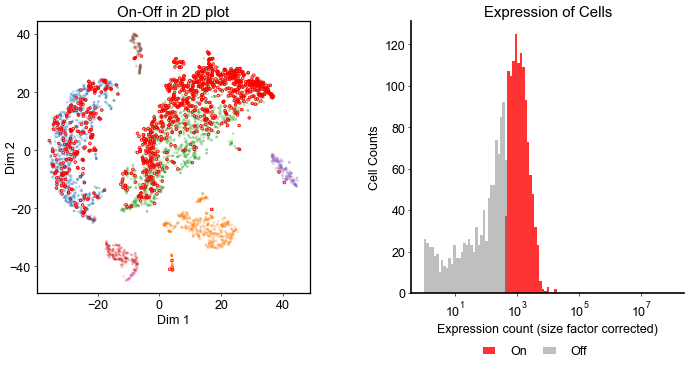 On-Off in 2D plot
40
20
0
−20
−40
Dim 2
−20
0
20
40
Dim 1
Expression of Cells
120
100
80
60
40
20
0
Cell Counts
10^1
10^3
10^5
10^7
Expression count (size factor corrected)
On Off